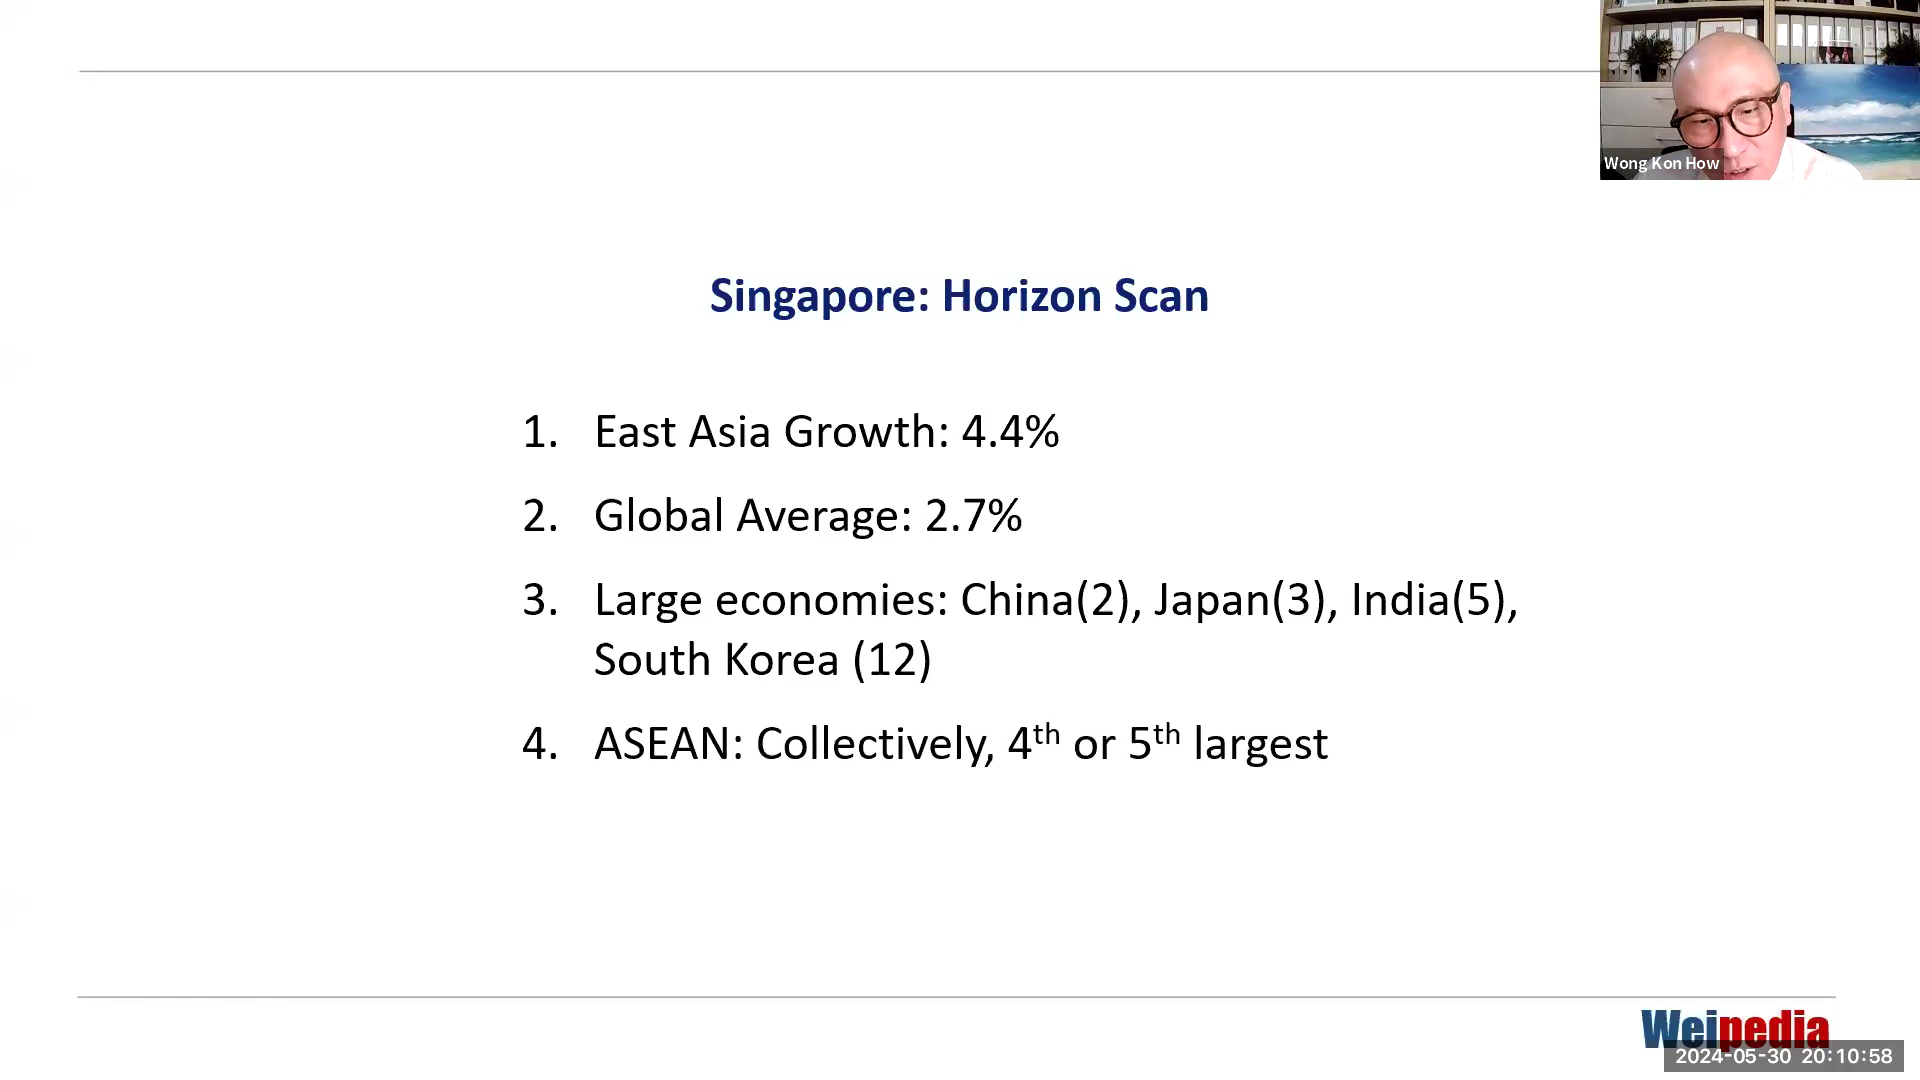 Wong Kon How
Singapore: Horizon Scan
1. East Asia Growth: 4.4%
2. Global Average: 2.7%
3. Large economies: China(2), Japan(3), India(5),
South Korea (12)
4. ASEAN: Collectively, 4th or 5th largest
Weipedia
2024-05-30 20:10:58